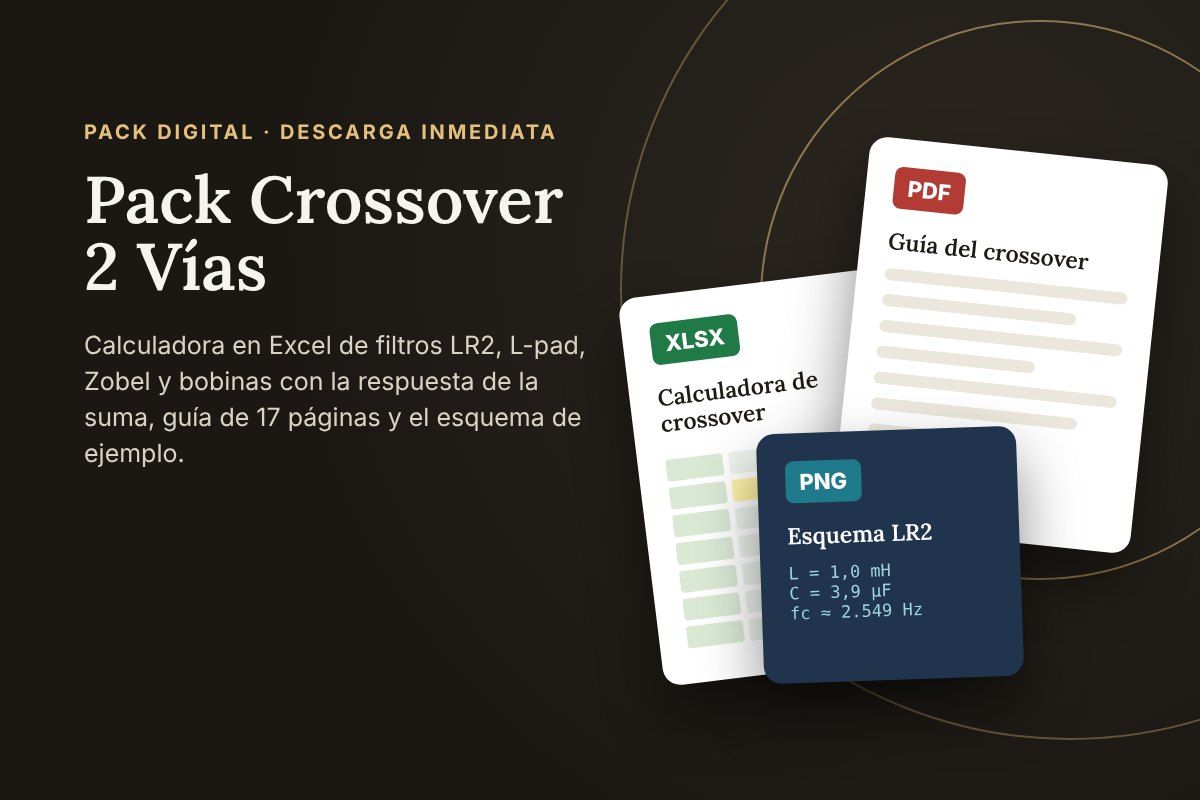 PACK DIGITAL · DESCARGA INMEDIATA
Pack Crossover
2 Vías
Calculadora en Excel de filtros LR2, L-pad,
Zobel y bobinas con la respuesta de la
suma, guía de 17 páginas y el esquema de
ejemplo.
XLSX
Calculadora de
crossover
PDF
Guía del crossover
PNG
Esquema LR2
L = 1,0 mH
C = 3,9 µF
fc ≈ 2.549 Hz